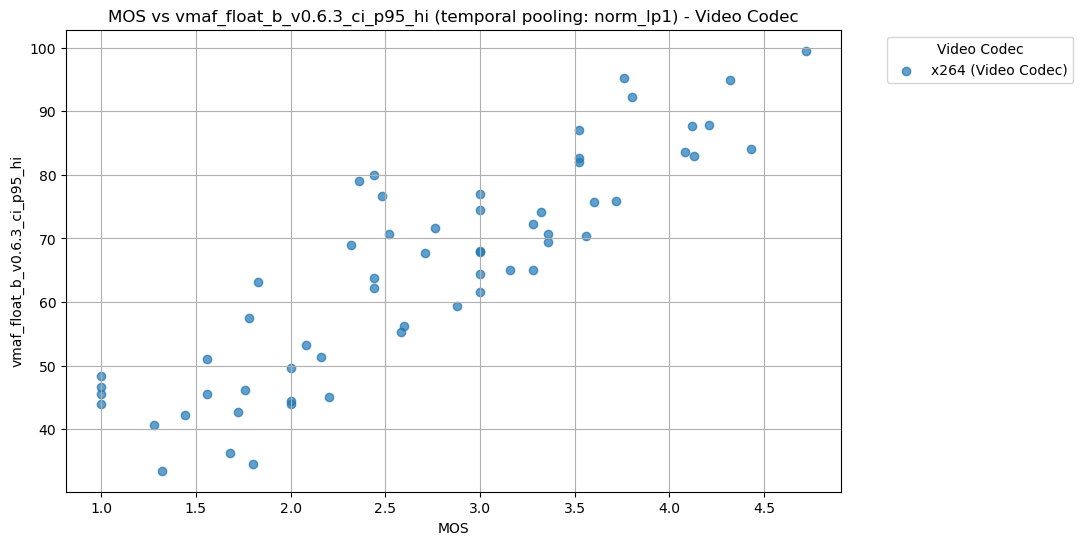 MOS vs vmaf_float_b_v0.6.3_ci_p95_hi (temporal pooling: norm_lp1) - Video Codec
Video Codec
x264 (Video Codec)
vmaf_float_b_v0.6.3_ci_p95_hi
100
90
80
70
60
50
40
1.0 1.5 2.0 2.5 3.0 3.5 4.0 4.5
MOS